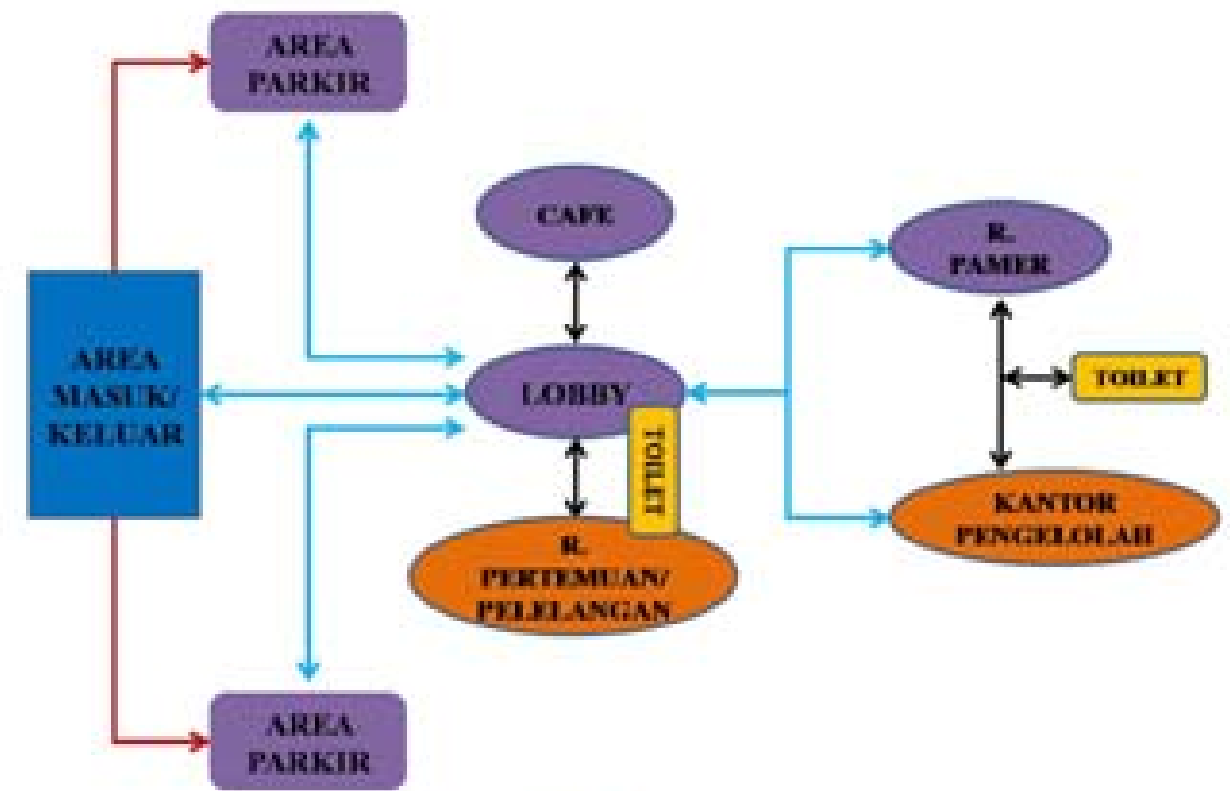 AREA
PARKIR
CAFE
R.
PAMER
AREA
MASUK/
KELUAR
LOBBY
TOILET
TOILET
KANTOR
PENGELOLAH
R.
PERTEMUAN/
PELELANGAN
AREA
PARKIR